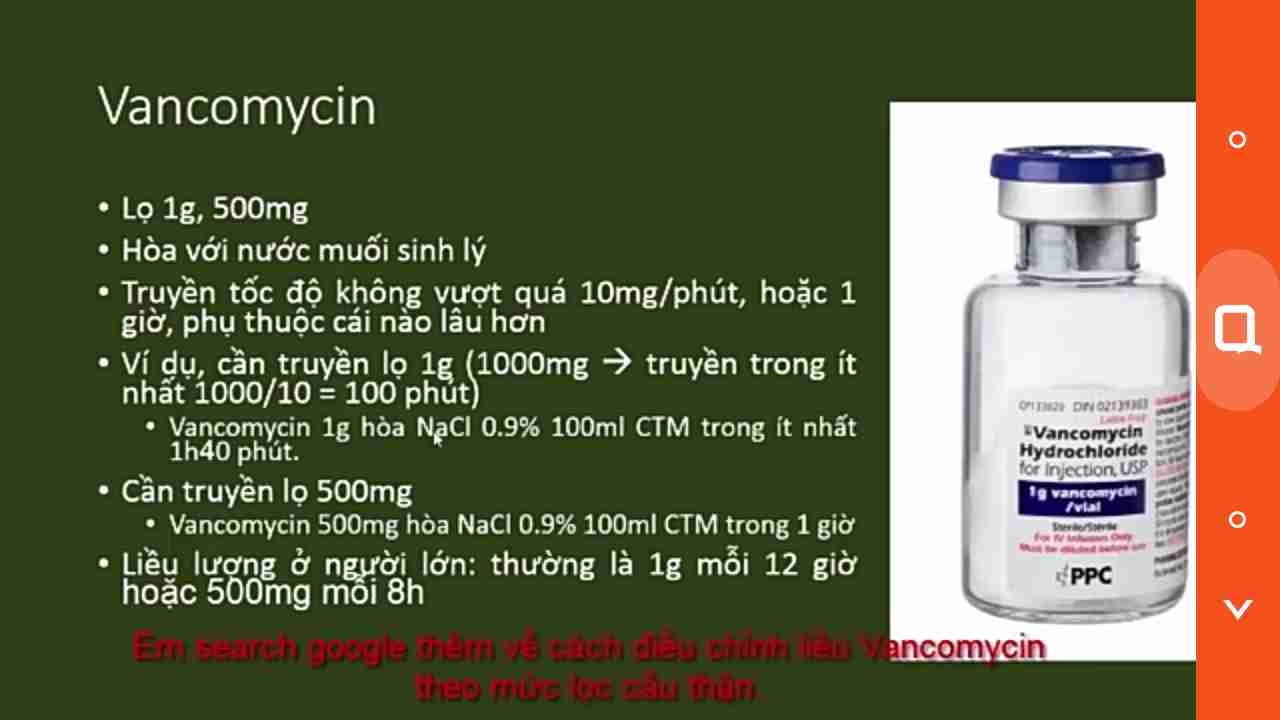 Vancomycin
• Lọ 1g, 500mg
• Hòa với nước muối sinh lý
• Truyền tốc độ không vượt quá 10mg/phút, hoặc 1
giờ, phụ thuộc cái nào lâu hơn
• Ví dụ, cần truyền lọ 1g (1000mg → truyền trong ít
nhất 1000/10 = 100 phút)
• Vancomycin 1g hòa NaCl 0.9% 100ml CTM trong ít nhất
1h40 phút.
• Cần truyền lọ 500mg
• Vancomycin 500mg hòa NaCl 0.9% 100ml CTM trong 1 giờ
• Liều lượng ở người lớn: thường là 1g mỗi 12 giờ
hoặc 500mg mỗi 8h
Em search google thêm về cách điều chỉnh liều Vancomycin
theo mức lọc cầu thận.
DIN 02139383
Vancomycin
Hydrochloride
for Injection, USP
1g vancomycin
/vial
Sterile/Stérile
For IV Infusion Only
Must be diluted before use
PPC